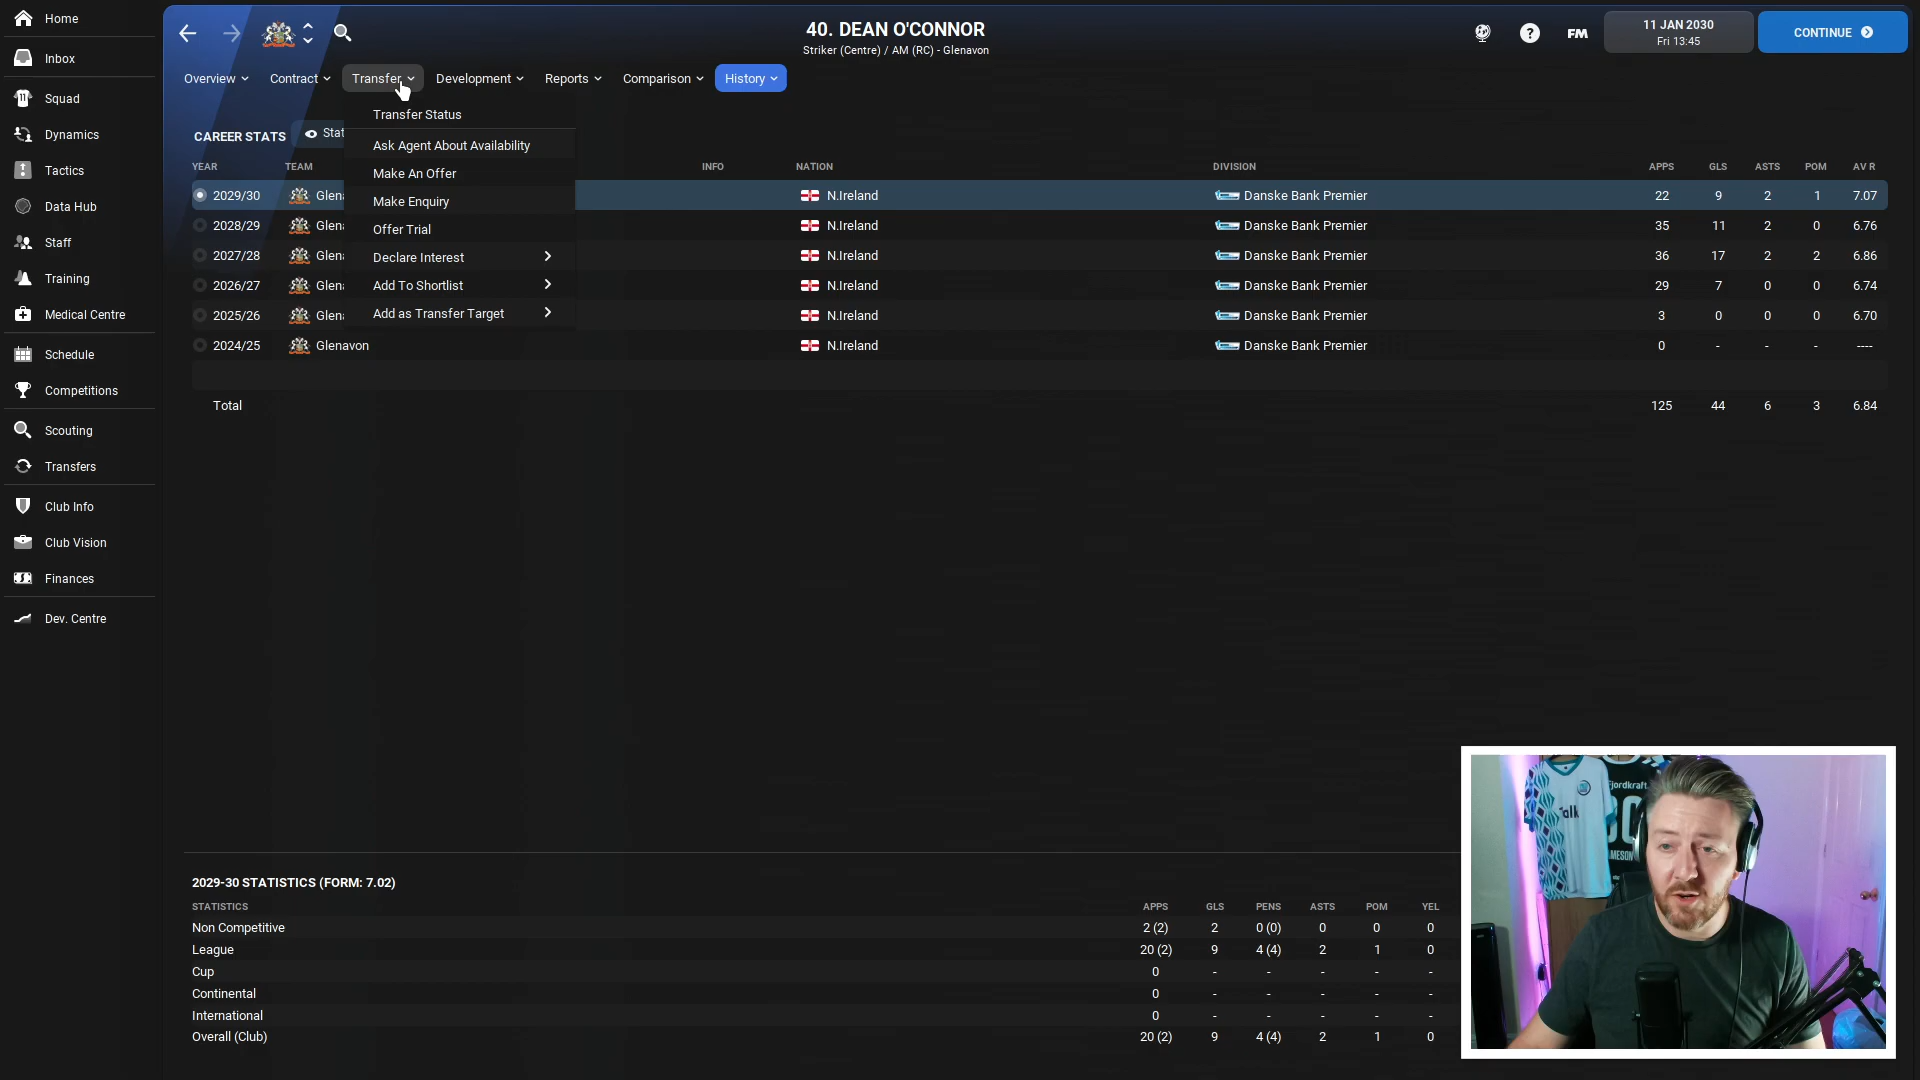 Home
Inbox
Squad
Dynamics
Tactics
Data Hub
Staff
Training
Medical Centre
Schedule
Competitions
Scouting
Transfers
Club Info
Club Vision
Finances
Dev. Centre
40. DEAN O'CONNOR
Striker (Centre) / AM (RC) - Glenavon
FM
11 JAN 2030
Fri 13:45
CONTINUE
Overview Contract Transfer Development Reports Comparison History
Transfer Status
Ask Agent About Availability
Make An Offer
Make Enquiry
Offer Trial
Declare Interest
Add To Shortlist
Add as Transfer Target
CAREER STATS Stat
YEAR TEAM INFO NATION DIVISION APPS GLS ASTS POM AV R
2029/30 Glena N.Ireland Danske Bank Premier 22 9 2 1 7.07
2028/29 Glena N.Ireland Danske Bank Premier 35 11 2 0 6.76
2027/28 Glena N.Ireland Danske Bank Premier 36 17 2 2 6.86
2026/27 Glena N.Ireland Danske Bank Premier 29 7 0 0 6.74
2025/26 Glena N.Ireland Danske Bank Premier 3 0 0 0 6.70
2024/25 Glenavon N.Ireland Danske Bank Premier 0 - - - ----
Total 125 44 6 3 6.84
2029-30 STATISTICS (FORM: 7.02)
STATISTICS APPS GLS PENS ASTS POM YEL
Non Competitive 2 (2) 2 0 (0) 0 0 0
League 20 (2) 9 4 (4) 2 1 0
Cup 0 - - - - -
Continental 0 - - - - -
International 0 - - - - -
Overall (Club) 20 (2) 9 4 (4) 2 1 0
Talk
Fjordkraft
JAMESON